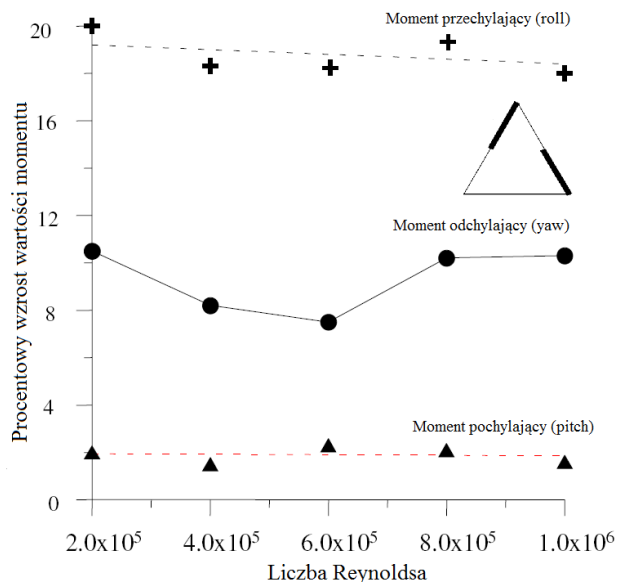 Moment przechylający (roll)
20
16
12
8
4
0
Procentowy wzrost wartości momentu
Moment odchylający (yaw)
Moment pochylający (pitch)
2.0x10⁵ 4.0x10⁵ 6.0x10⁵ 8.0x10⁵ 1.0x10⁶
Liczba Reynoldsa